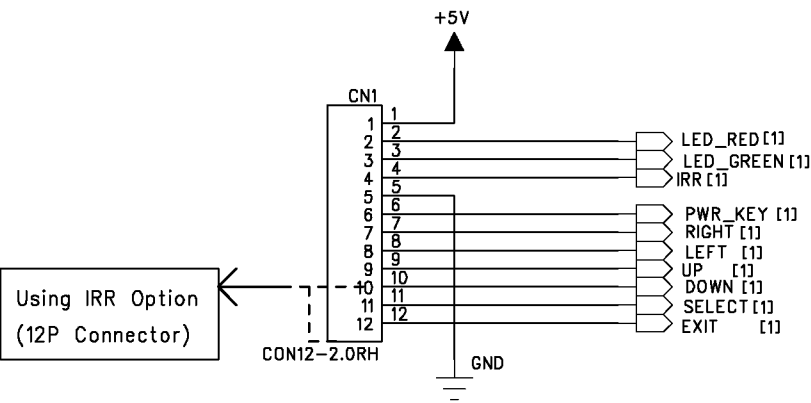 +5V
CN1
1 1
2 2 LED_RED[1]
3 3 LED_GREEN[1]
4 4 IRR[1]
5 5
6 6 PWR_KEY [1]
7 7 RIGHT [1]
8 8 LEFT [1]
9 9 UP [1]
10 10 DOWN [1]
11 11 SELECT[1]
12 12 EXIT [1]
Using IRR Option
(12P Connector)
CON12-2.0RH
GND